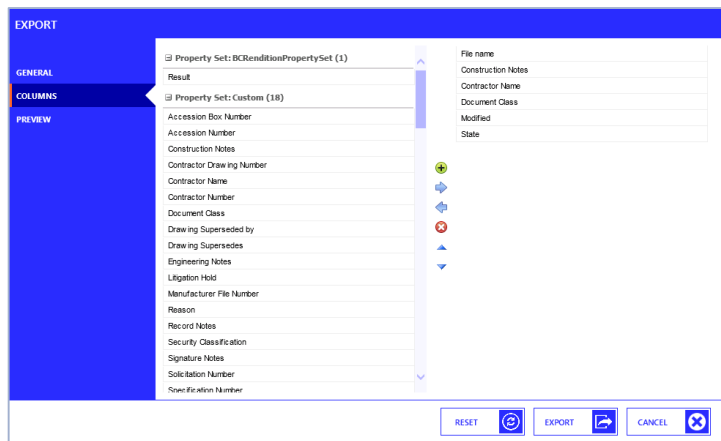 EXPORT
GENERAL
COLUMNS
PREVIEW
Property Set: BCRenditionPropertySet (1)
Result
Property Set: Custom (18)
Accession Box Number
Accession Number
Construction Notes
Contractor Drawing Number
Contractor Name
Contractor Number
Document Class
Drawing Superseded by
Drawing Supersedes
Engineering Notes
Litigation Hold
Manufacturer File Number
Reason
Record Notes
Security Classification
Signature Notes
Solicitation Number
Specification Number
File name
Construction Notes
Contractor Name
Document Class
Modified
State
RESET
EXPORT
CANCEL